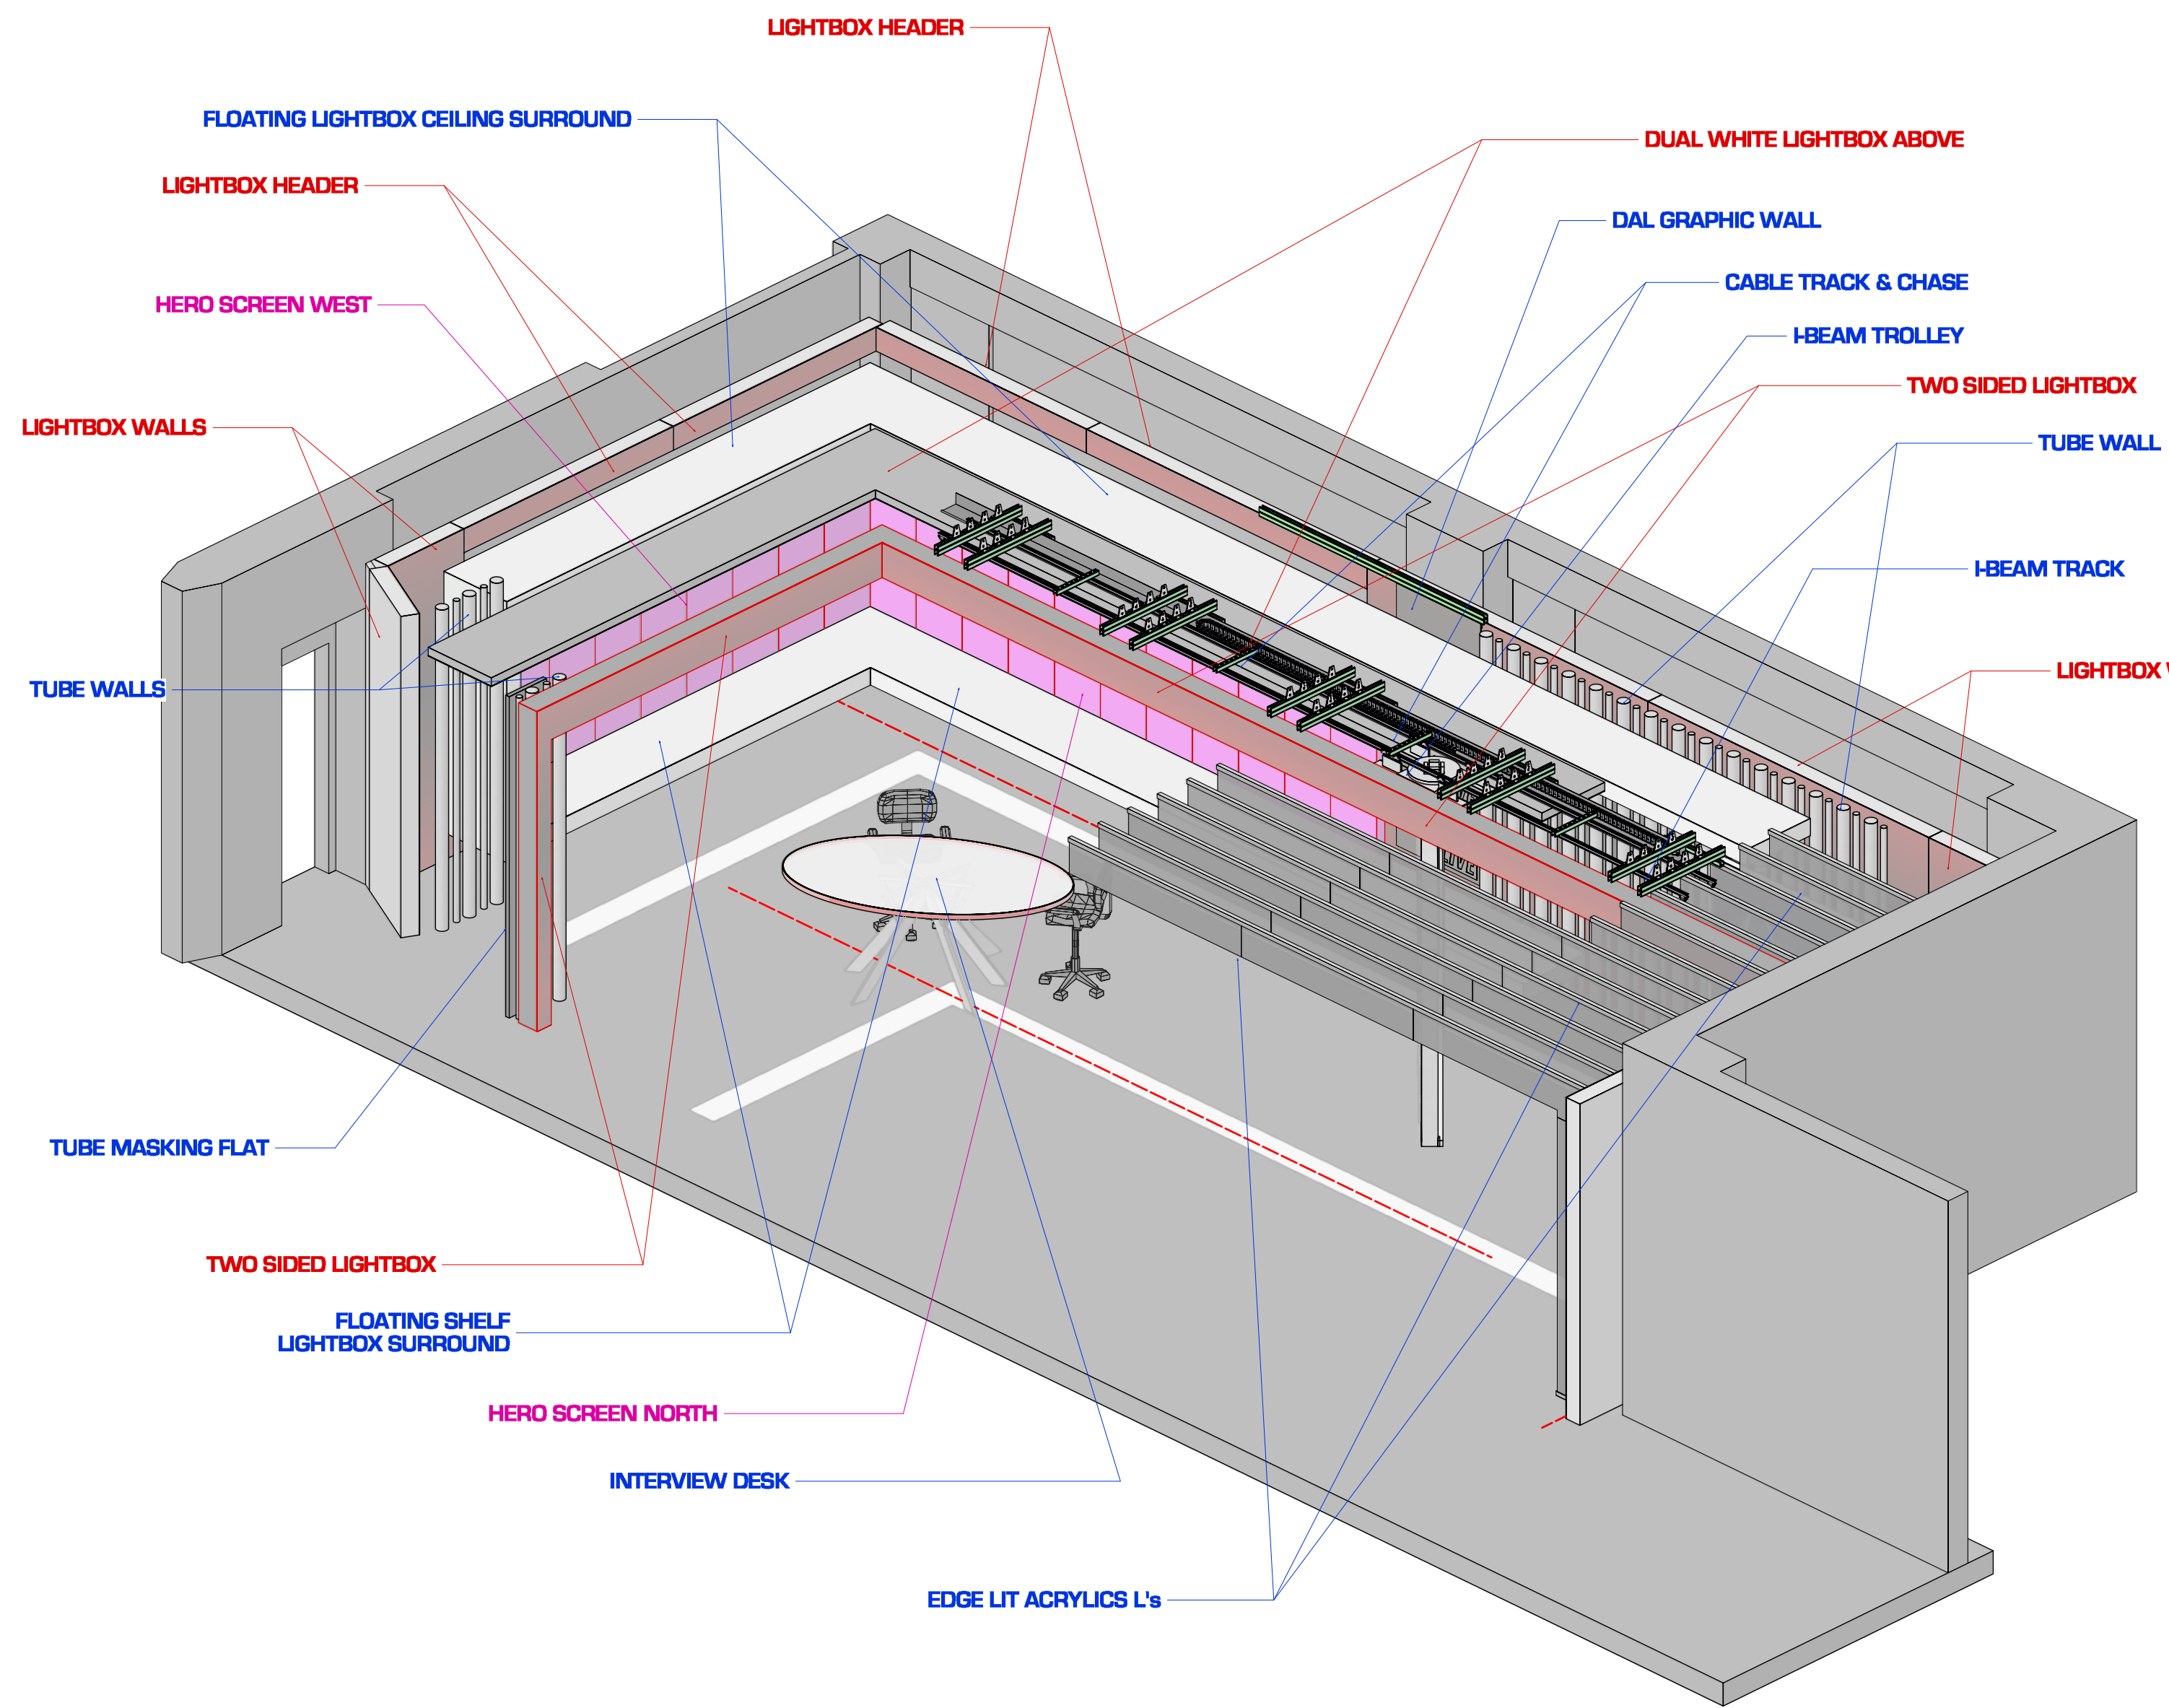 LIGHTBOX HEADER
FLOATING LIGHTBOX CEILING SURROUND
DUAL WHITE LIGHTBOX ABOVE
LIGHTBOX HEADER
DAL GRAPHIC WALL
CABLE TRACK & CHASE
HERO SCREEN WEST
I-BEAM TROLLEY
TWO SIDED LIGHTBOX
LIGHTBOX WALLS
TUBE WALL
I-BEAM TRACK
LIGHTBOX
TUBE WALLS
TUBE MASKING FLAT
TWO SIDED LIGHTBOX
FLOATING SHELF
LIGHTBOX SURROUND
HERO SCREEN NORTH
INTERVIEW DESK
EDGE LIT ACRYLICS L's